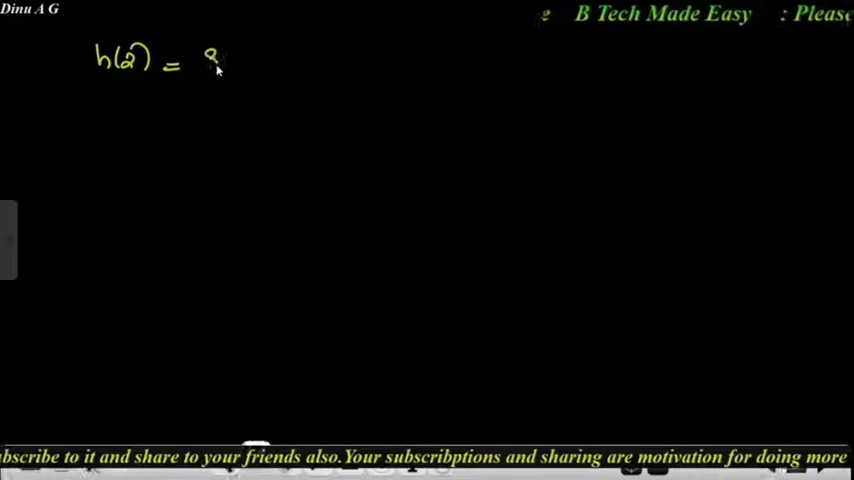 Dinu A G
e B Tech Made Easy : Please
h(2) =
bscribe to it and share to your friends also.Your subscribptions and sharing are motivation for doing more